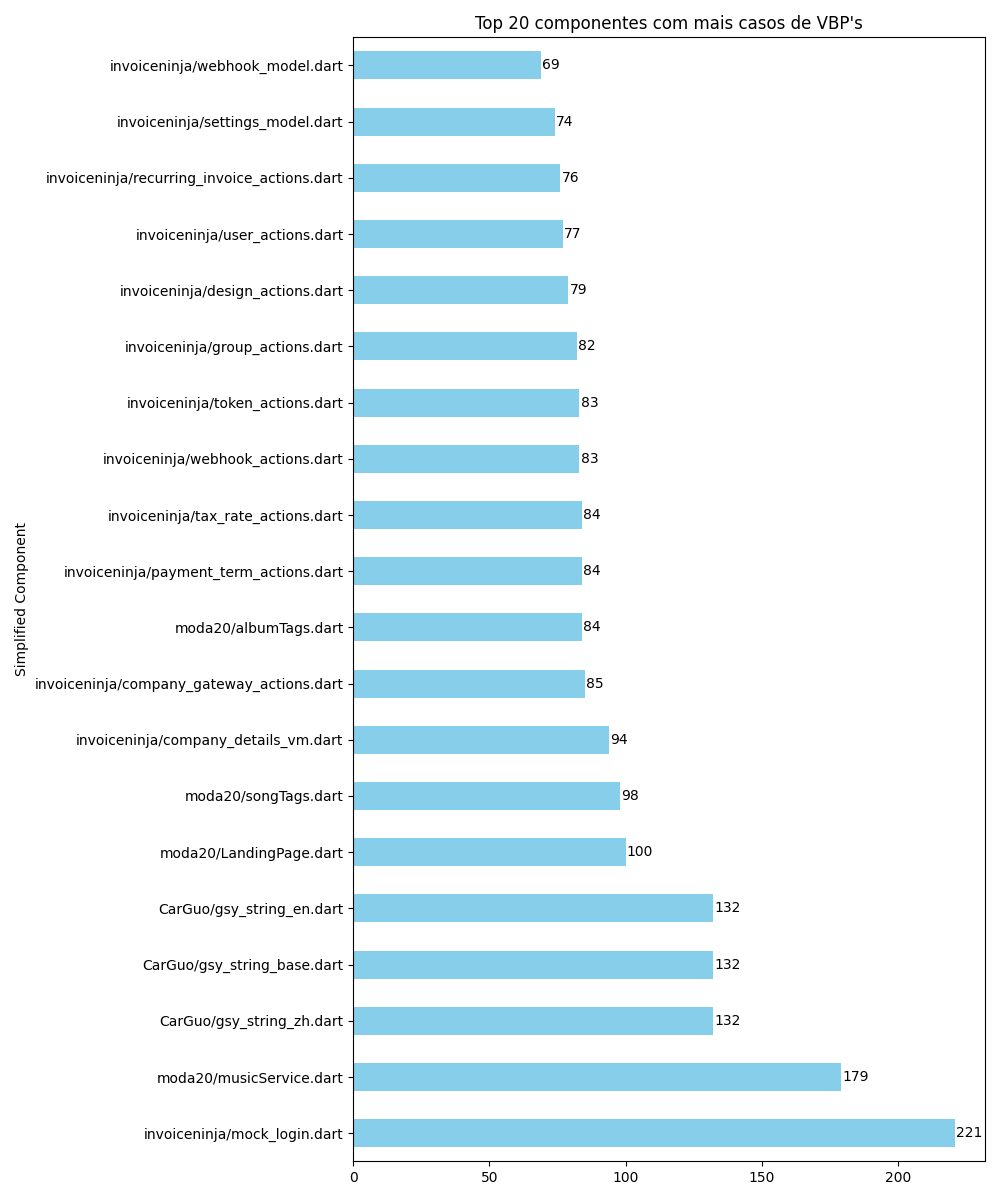 Top 20 componentes com mais casos de VBP's
Simplified Component
invoiceninja/webhook_model.dart 69
invoiceninja/settings_model.dart 74
invoiceninja/recurring_invoice_actions.dart 76
invoiceninja/user_actions.dart 77
invoiceninja/design_actions.dart 79
invoiceninja/group_actions.dart 82
invoiceninja/token_actions.dart 83
invoiceninja/webhook_actions.dart 83
invoiceninja/tax_rate_actions.dart 84
invoiceninja/payment_term_actions.dart 84
moda20/albumTags.dart 84
invoiceninja/company_gateway_actions.dart 85
invoiceninja/company_details_vm.dart 94
moda20/songTags.dart 98
moda20/LandingPage.dart 100
CarGuo/gsy_string_en.dart 132
CarGuo/gsy_string_base.dart 132
CarGuo/gsy_string_zh.dart 132
moda20/musicService.dart 179
invoiceninja/mock_login.dart 221
0 50 100 150 200